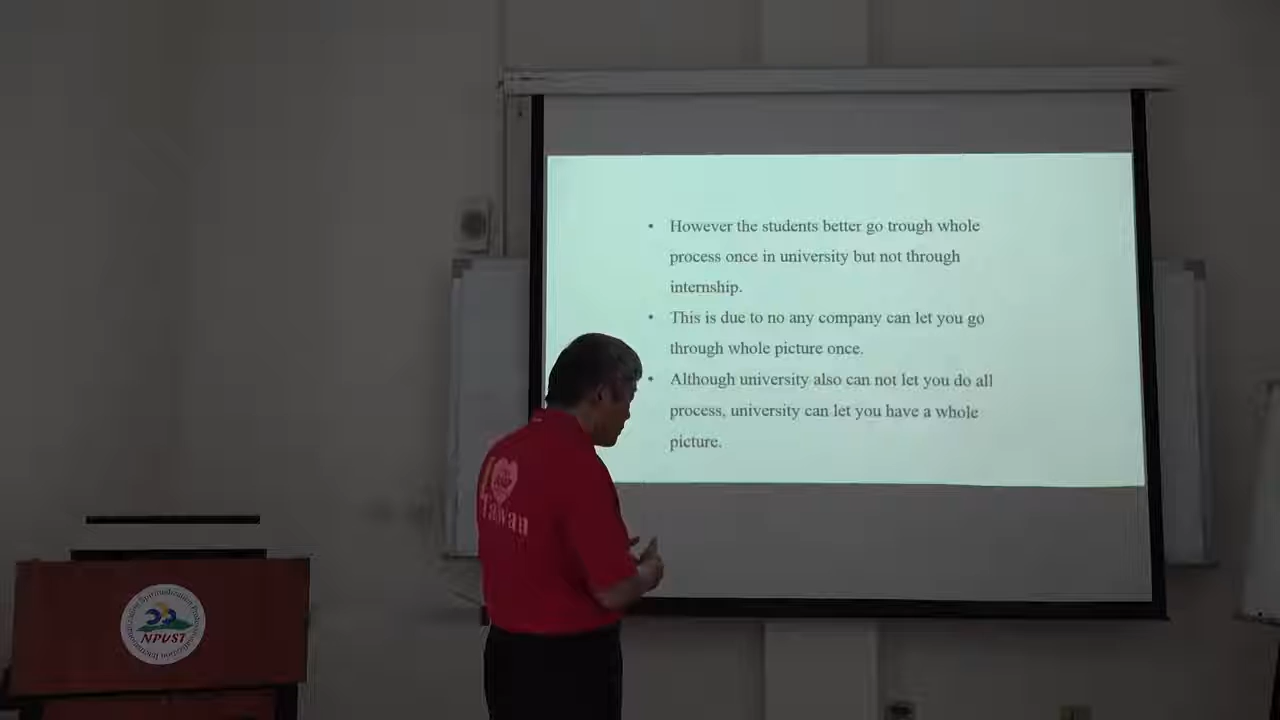 • However the students better go trough whole
process once in university but not through
internship.
• This is due to no any company can let you go
through whole picture once.
• Although university also can not let you do all
process, university can let you have a whole
picture.
I
Taiwan
NPUST